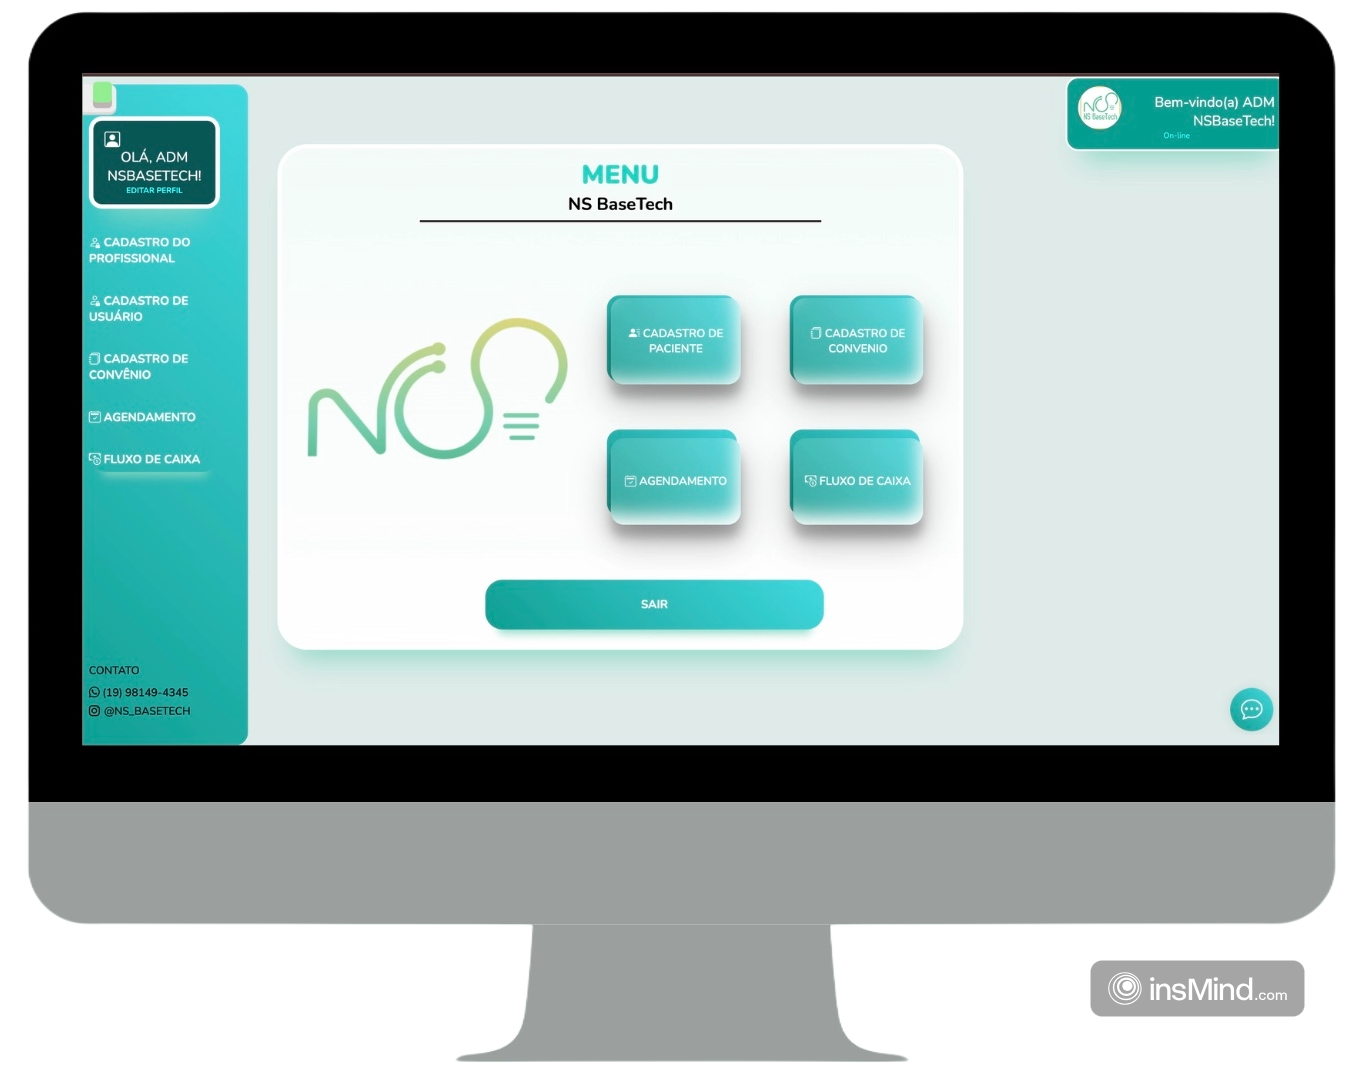 OLÁ, ADM
NSBASETECH!
EDITAR PERFIL
CADASTRO DO
PROFISSIONAL
CADASTRO DE
USUÁRIO
CADASTRO DE
CONVÊNIO
AGENDAMENTO
FLUXO DE CAIXA
CONTATO
(19) 98149-4345
@NS_BASETECH
MENU
NS BaseTech
NS
CADASTRO DE
PACIENTE
CADASTRO DE
CONVENIO
AGENDAMENTO
FLUXO DE CAIXA
SAIR
NS
NS BaseTech
Bem-vindo(a) ADM
NSBaseTech!
On-line
insMind.com